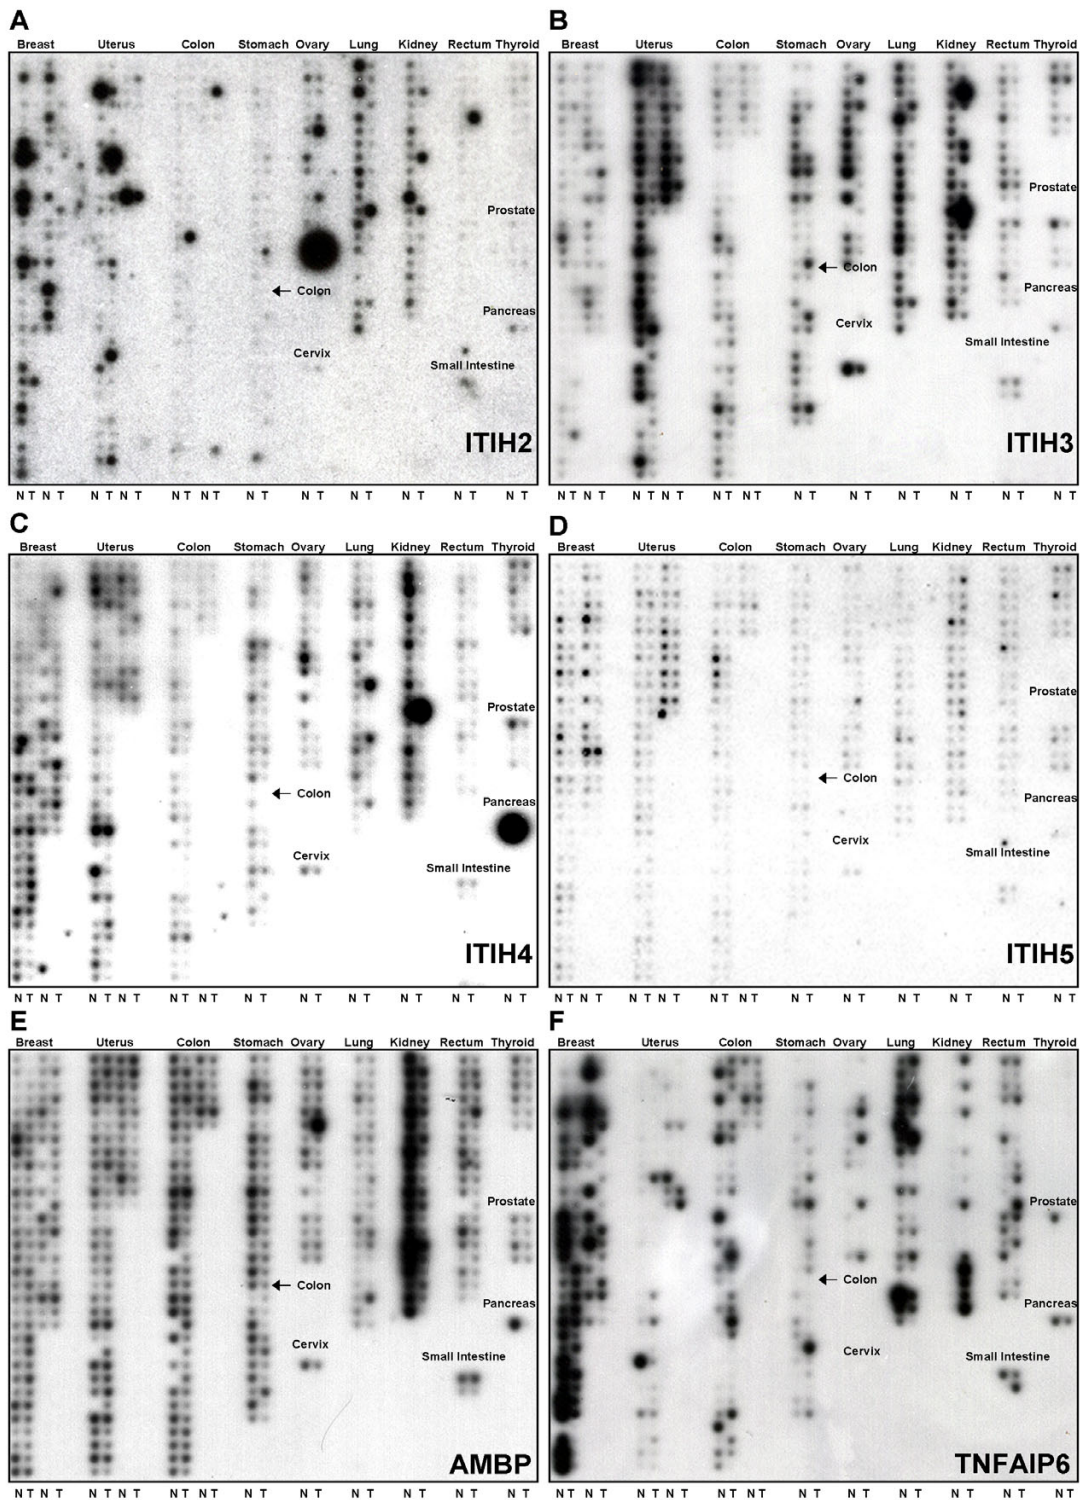 A
Breast Uterus Colon Stomach Ovary Lung Kidney Rectum Thyroid
Prostate
Colon
Pancreas
Cervix
Small Intestine
ITIH2
N T N T N T N T N T N T N T N T N T N T N T N T
B
Breast Uterus Colon Stomach Ovary Lung Kidney Rectum Thyroid
Prostate
Colon
Pancreas
Cervix
Small Intestine
ITIH3
N T N T N T N T N T N T N T N T N T N T N T N T
C
Breast Uterus Colon Stomach Ovary Lung Kidney Rectum Thyroid
Prostate
Colon
Pancreas
Cervix
Small Intestine
ITIH4
N T N T N T N T N T N T N T N T N T N T N T N T
D
Breast Uterus Colon Stomach Ovary Lung Kidney Rectum Thyroid
Prostate
Colon
Pancreas
Cervix
Small Intestine
ITIH5
N T N T N T N T N T N T N T N T N T N T N T N T
E
Breast Uterus Colon Stomach Ovary Lung Kidney Rectum Thyroid
Prostate
Colon
Pancreas
Cervix
Small Intestine
AMBP
N T N T N T N T N T N T N T N T N T N T N T N T
F
Breast Uterus Colon Stomach Ovary Lung Kidney Rectum Thyroid
Prostate
Colon
Pancreas
Cervix
Small Intestine
TNFAIP6
N T N T N T N T N T N T N T N T N T N T N T N T